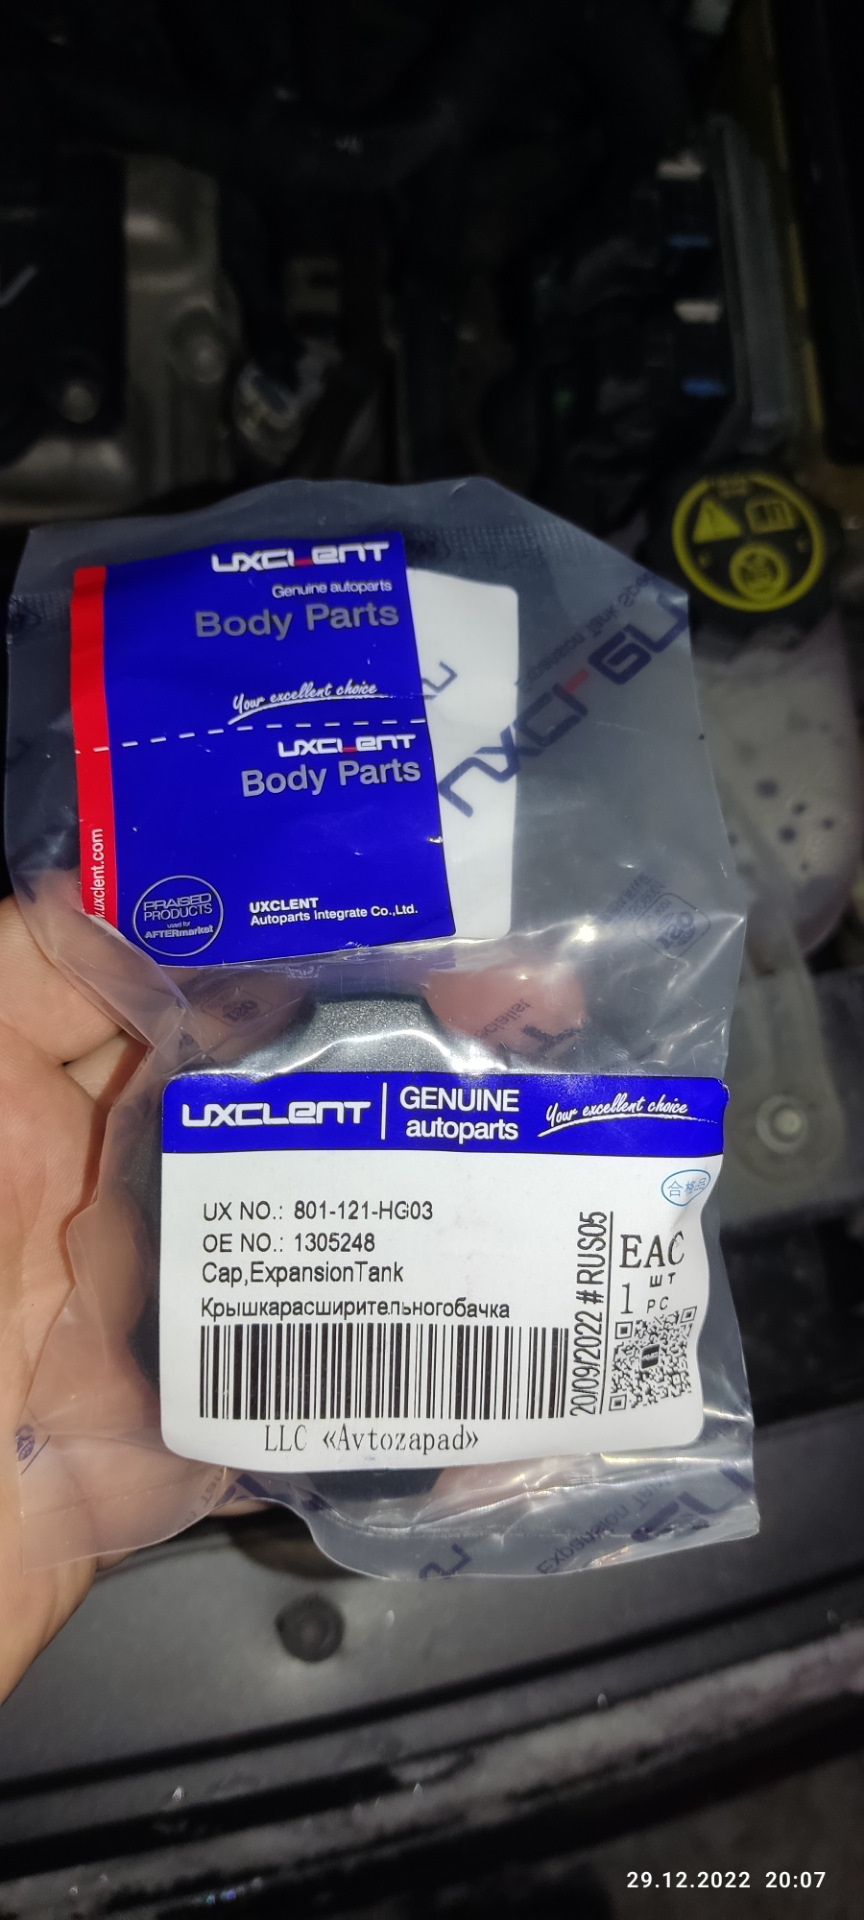 UXCLENT
Genuine autoparts
Body Parts
Your excellent choice
UXCLENT
Body Parts
.uxclent.com
PRAISED
PRODUCTS
used for
AFTERmarket
UXCLENT
Autoparts Integrate Co.,Ltd.
UXCLENT GENUINE autoparts Your excellent choice
合格品
UX NO.: 801-121-HG03
OE NO.: 1305248
Cap,ExpansionTank
Крышкарасширительногобачка
20/09/2022 #RUS05
EAC
1 ШТ
PC
LLC «Avtozapad»
29.12.2022 20:07